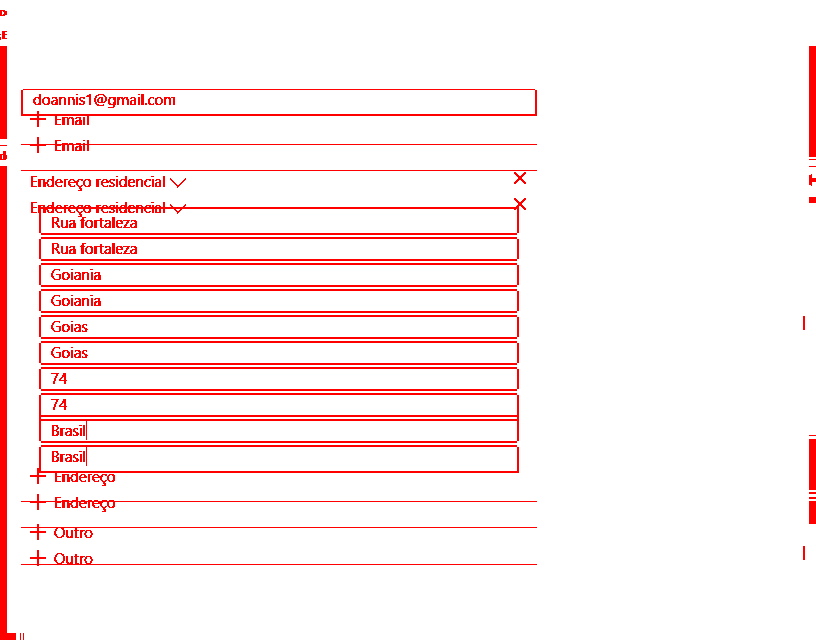 doannis1@gmail.com
Email
Email
Endereço residencial
Endereço residencial
Rua fortaleza
Rua fortaleza
Goiania
Goiania
Goias
Goias
74
74
Brasil
Brasil
Endereço
Endereço
Outro
Outro